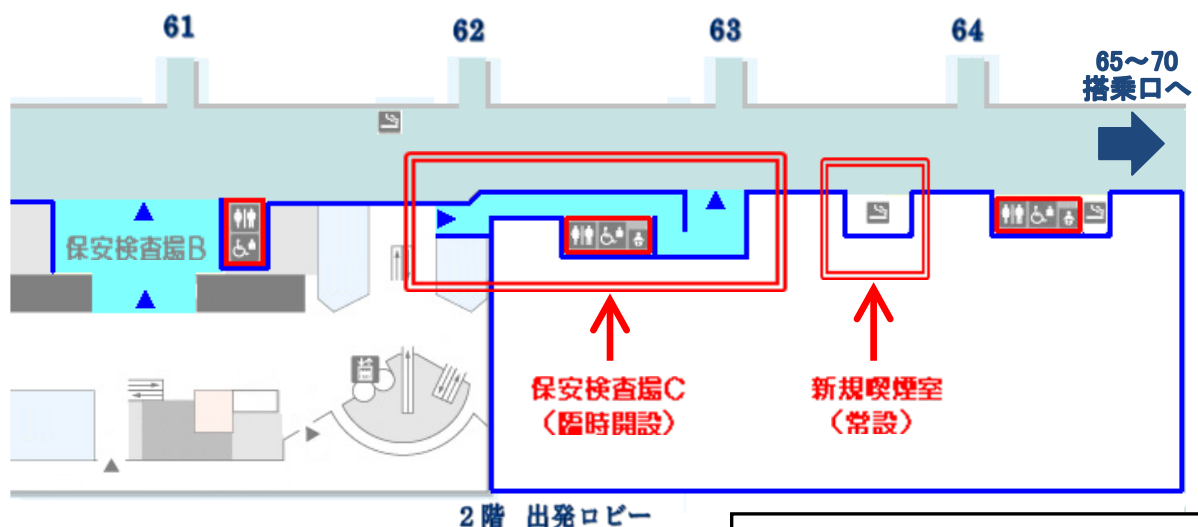 61
62
63
64
65～70
搭乗口へ
保安検査場B
保安検査場C
（臨時開設）
新規喫煙室
（常設）
2階 出発ロビー